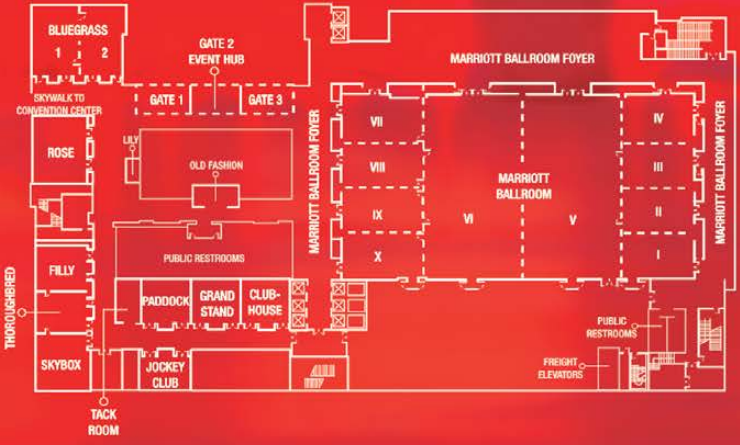 BLUEGRASS
1 2
GATE 2
EVENT HUB
MARRIOTT BALLROOM FOYER
SKYWALK TO
CONVENTION CENTER
GATE 1
GATE 3
ROSE
LILY
OLD FASHION
MARRIOTT BALLROOM FOYER
VII
VIII
IX
X
MARRIOTT
BALLROOM
VI
V
IV
III
II
I
MARRIOTT BALLROOM FOYER
PUBLIC RESTROOMS
FILLY
THOROUGHBRED
SKYBOX
PADDOCK
GRAND
STAND
CLUB-
HOUSE
JOCKEY
CLUB
TACK
ROOM
PUBLIC
RESTROOMS
FREIGHT
ELEVATORS